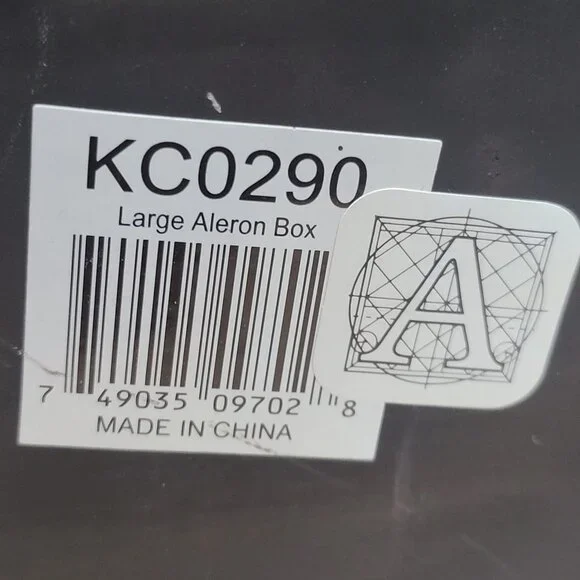 KC0290
Large Aleron Box
7 49035 09702 8
MADE IN CHINA
A